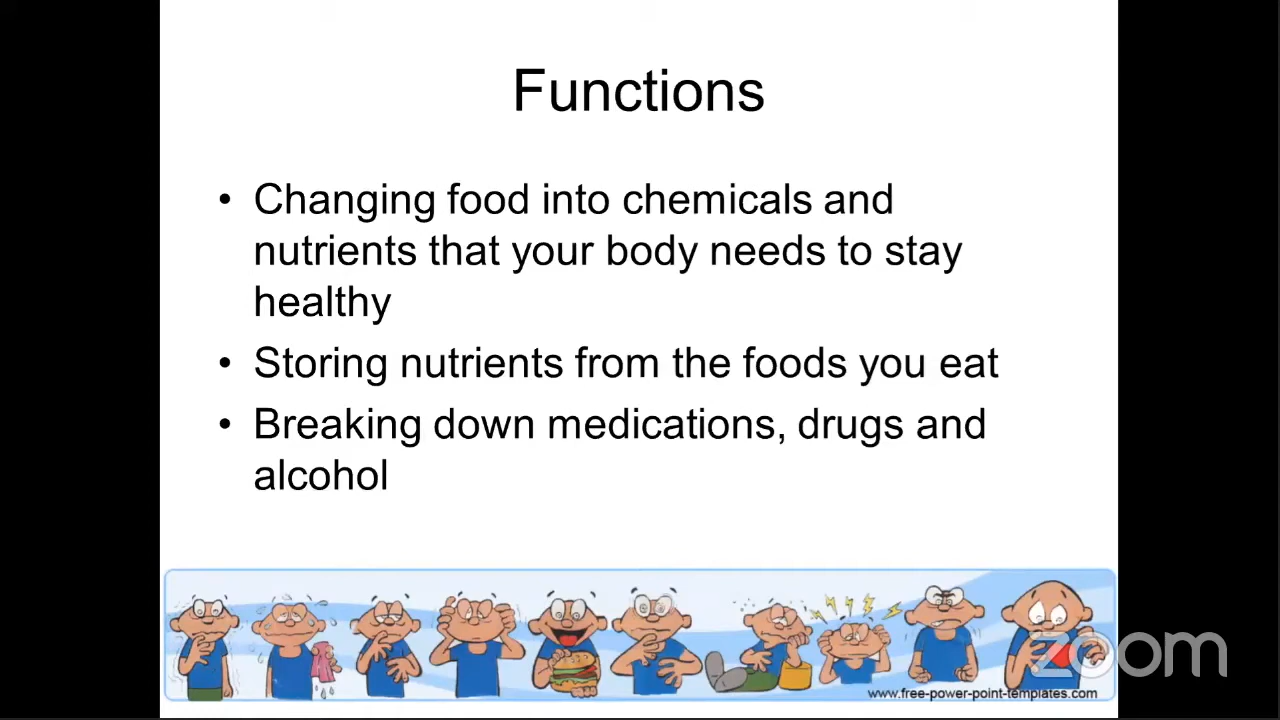 Functions
• Changing food into chemicals and
nutrients that your body needs to stay
healthy
• Storing nutrients from the foods you eat
• Breaking down medications, drugs and
alcohol
zoom
www.free-power-point-templates.com